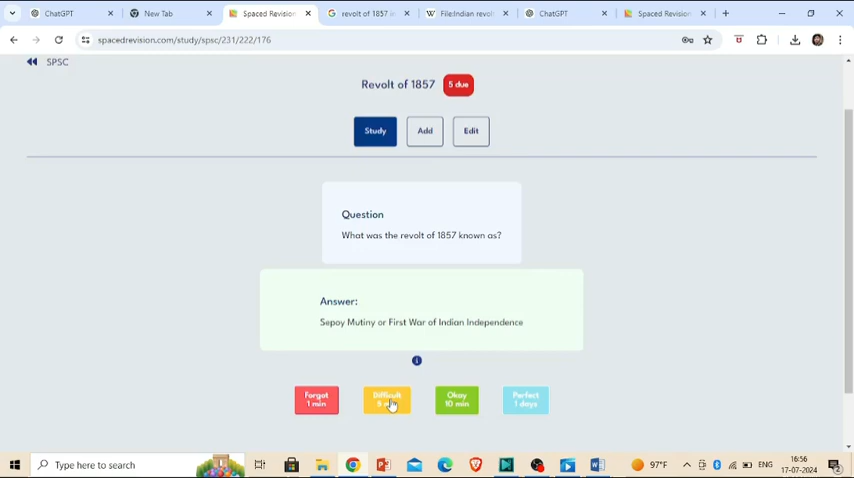 ChatGPT
New Tab
Spaced Revision
revolt of 1857 i
File:Indian revol
ChatGPT
Spaced Revision
spacedrevision.com/study/spsc/231/222/176
SPSC
Revolt of 1857
5 due
Study
Add
Edit
Question
What was the revolt of 1857 known as?
Answer:
Sepoy Mutiny or First War of Indian Independence
i
Forgot
1 min
Difficult
Okay
10 min
Perfect
1 days
Type here to search
97°F
ENG
16:56
17-07-2024
2